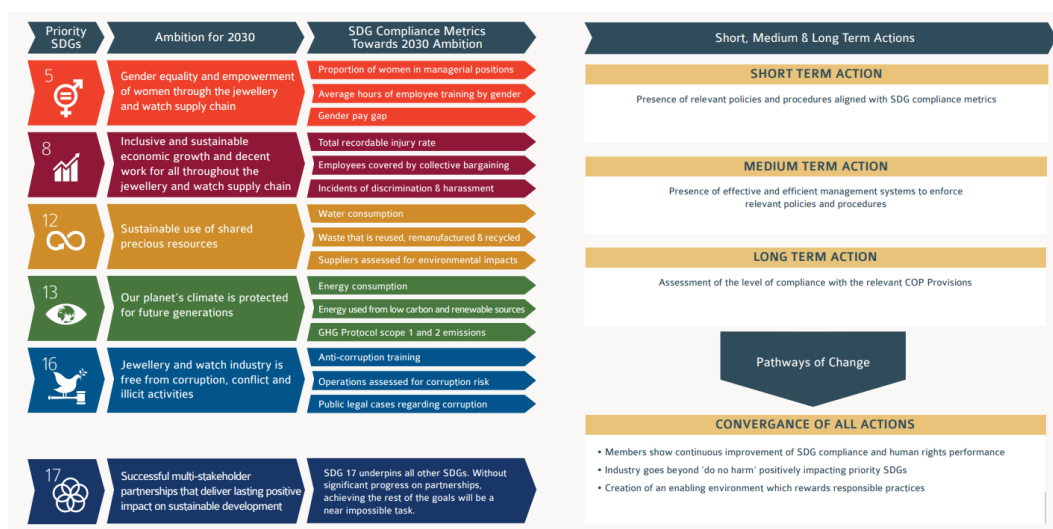 Priority
SDGs
Ambition for 2030
SDG Compliance Metrics
Towards 2030 Ambition
5
Gender equality and empowerment
of women through the jewellery
and watch supply chain
Proportion of women in managerial positions
Average hours of employee training by gender
Gender pay gap
8
Inclusive and sustainable
economic growth and decent
work for all throughout the
jewellery and watch supply chain
Total recordable injury rate
Employees covered by collective bargaining
Incidents of discrimination & harassment
12
Sustainable use of shared
precious resources
Water consumption
Waste that is reused, remanufactured & recycled
Suppliers assessed for environmental impacts
13
Our planet's climate is protected
for future generations
Energy consumption
Energy used from low carbon and renewable sources
GHG Protocol scope 1 and 2 emissions
16
Jewellery and watch industry is
free from corruption, conflict and
illicit activities
Anti-corruption training
Operations assessed for corruption risk
Public legal cases regarding corruption
17
Successful multi-stakeholder
partnerships that deliver lasting positive
impact on sustainable development
SDG 17 underpins all other SDGs. Without
significant progress on partnerships,
achieving the rest of the goals will be a
near impossible task.
Short, Medium & Long Term Actions
SHORT TERM ACTION
Presence of relevant policies and procedures aligned with SDG compliance metrics
MEDIUM TERM ACTION
Presence of effective and efficient management systems to enforce
relevant policies and procedures
LONG TERM ACTION
Assessment of the level of compliance with the relevant COP Provisions
Pathways of Change
CONVERGANCE OF ALL ACTIONS
• Members show continuous improvement of SDG compliance and human rights performance
• Industry goes beyond 'do no harm' positively impacting priority SDGs
• Creation of an enabling environment which rewards responsible practices